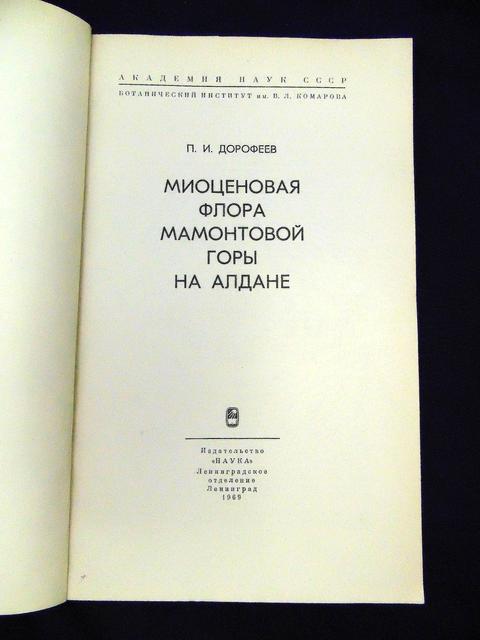 АКАДЕМИЯ НАУК СССР
БОТАНИЧЕСКИЙ ИНСТИТУТ им. В. Л. КОМАРОВА
П. И. ДОРОФЕЕВ
МИОЦЕНОВАЯ
ФЛОРА
МАМОНТОВОЙ
ГОРЫ
НА АЛДАНЕ
Издательство
«НАУКА»
Ленинградское
отделение
Ленинград
1969